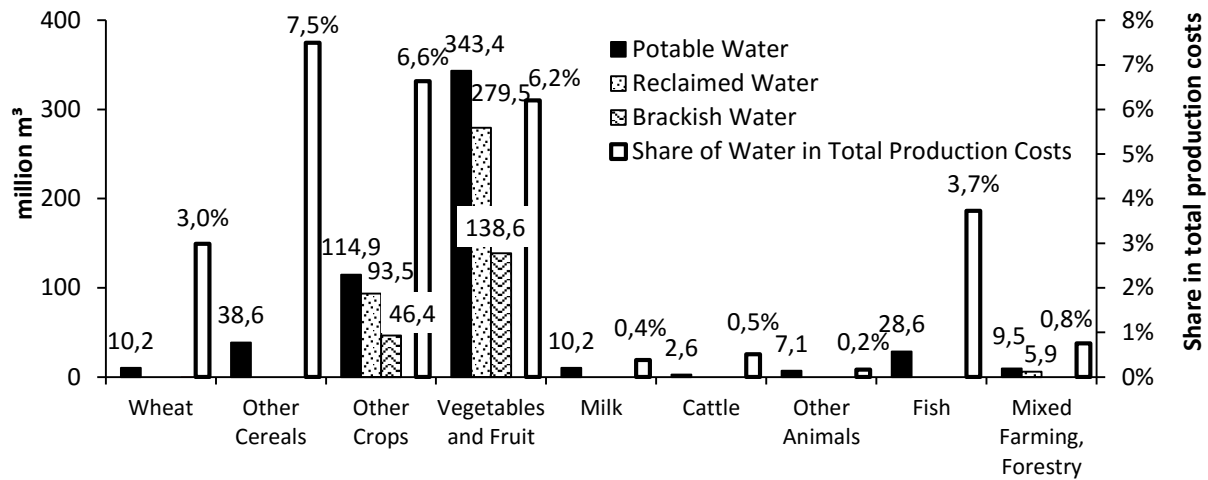 400
300
200
100
0
million m³
8%
7%
6%
5%
4%
3%
2%
1%
0%
Share in total production costs
Potable Water
Reclaimed Water
Brackish Water
Share of Water in Total Production Costs
10,2
3,0%
38,6
7,5%
114,9
93,5
46,4
6,6%
343,4
279,5
138,6
6,2%
10,2
0,4%
2,6
0,5%
7,1
0,2%
28,6
3,7%
9,5
5,9
0,8%
Wheat
Other
Cereals
Other
Crops
Vegetables
and Fruit
Milk
Cattle
Other
Animals
Fish
Mixed
Farming,
Forestry